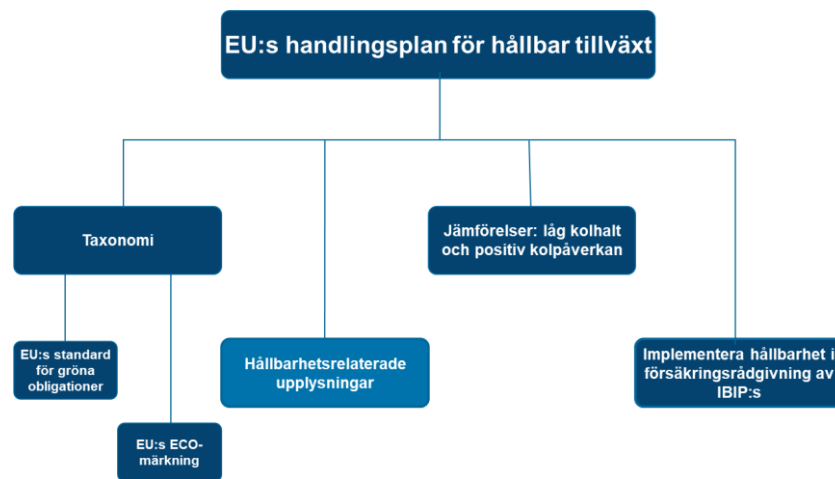 EU:s handlingsplan för hållbar tillväxt
Taxonomi
Jämförelser: låg kolhalt
och positiv kolpåverkan
EU:s standard
för gröna
obligationer
Hållbarhetsrelaterade
upplysningar
Implementera hållbarhet i
försäkringsrådgivning av
IBIP:s
EU:s ECO-
märkning